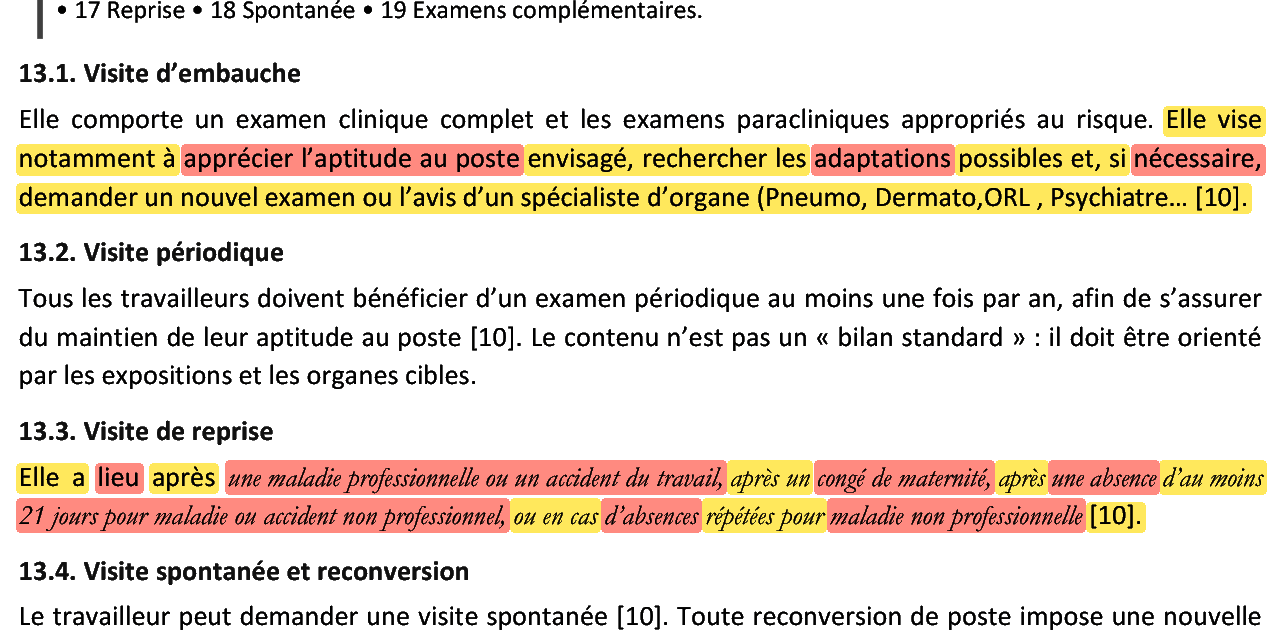 • 17 Reprise • 18 Spontanée • 19 Examens complémentaires.
13.1. Visite d’embauche
Elle comporte un examen clinique complet et les examens paracliniques appropriés au risque. Elle vise
notamment à apprécier l’aptitude au poste envisagé, rechercher les adaptations possibles et, si nécessaire,
demander un nouvel examen ou l’avis d’un spécialiste d’organe (Pneumo, Dermato,ORL , Psychiatre… [10].
13.2. Visite périodique
Tous les travailleurs doivent bénéficier d’un examen périodique au moins une fois par an, afin de s’assurer
du maintien de leur aptitude au poste [10]. Le contenu n’est pas un « bilan standard » : il doit être orienté
par les expositions et les organes cibles.
13.3. Visite de reprise
Elle a lieu après une maladie professionnelle ou un accident du travail, après un congé de maternité, après une absence d’au moins
21 jours pour maladie ou accident non professionnel, ou en cas d’absences répétées pour maladie non professionnelle [10].
13.4. Visite spontanée et reconversion
Le travailleur peut demander une visite spontanée [10]. Toute reconversion de poste impose une nouvelle